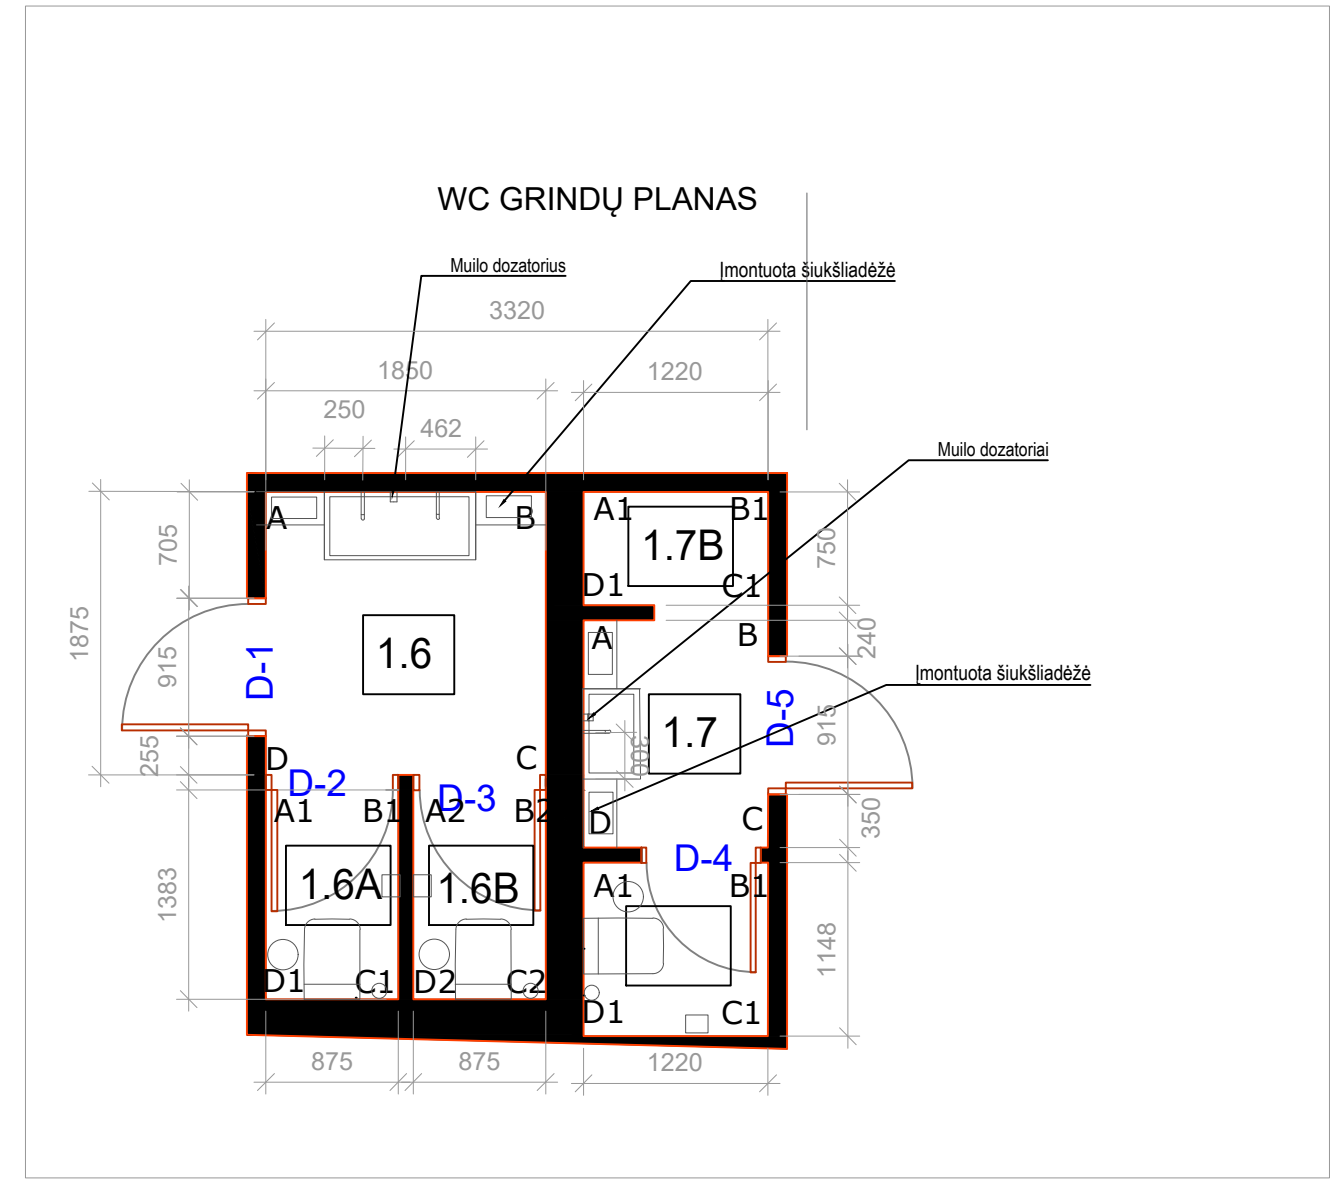 WC GRINDŲ PLANAS
Muilo dozatorius
Įmontuota šiukšliadėžė
3320
1850
1220
250
462
Muilo dozatoriai
A
B
A1
B1
705
1.7B
750
D1
C1
1875
915
D-1
1.6
A
B
240
Įmontuota šiukšliadėžė
1.7
D-5
915
300
255
D
C
D-2
D-3
A1
B1
A2
B2
D
C
350
D-4
1383
1.6A
1.6B
A1
B1
1148
D1
C1
D2
C2
D1
C1
875
875
1220